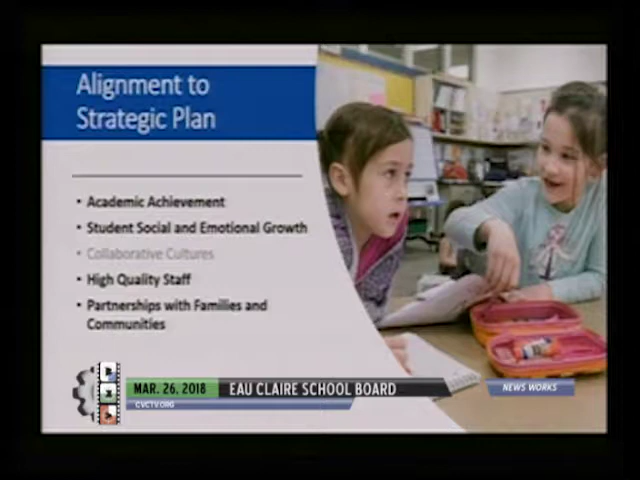 Alignment to
Strategic Plan
• Academic Achievement
• Student Social and Emotional Growth
• Collaborative Cultures
• High Quality Staff
• Partnerships with Families and
Communities
MAR. 26, 2018 EAU CLAIRE SCHOOL BOARD
NEWS WORKS
CVCTV.ORG